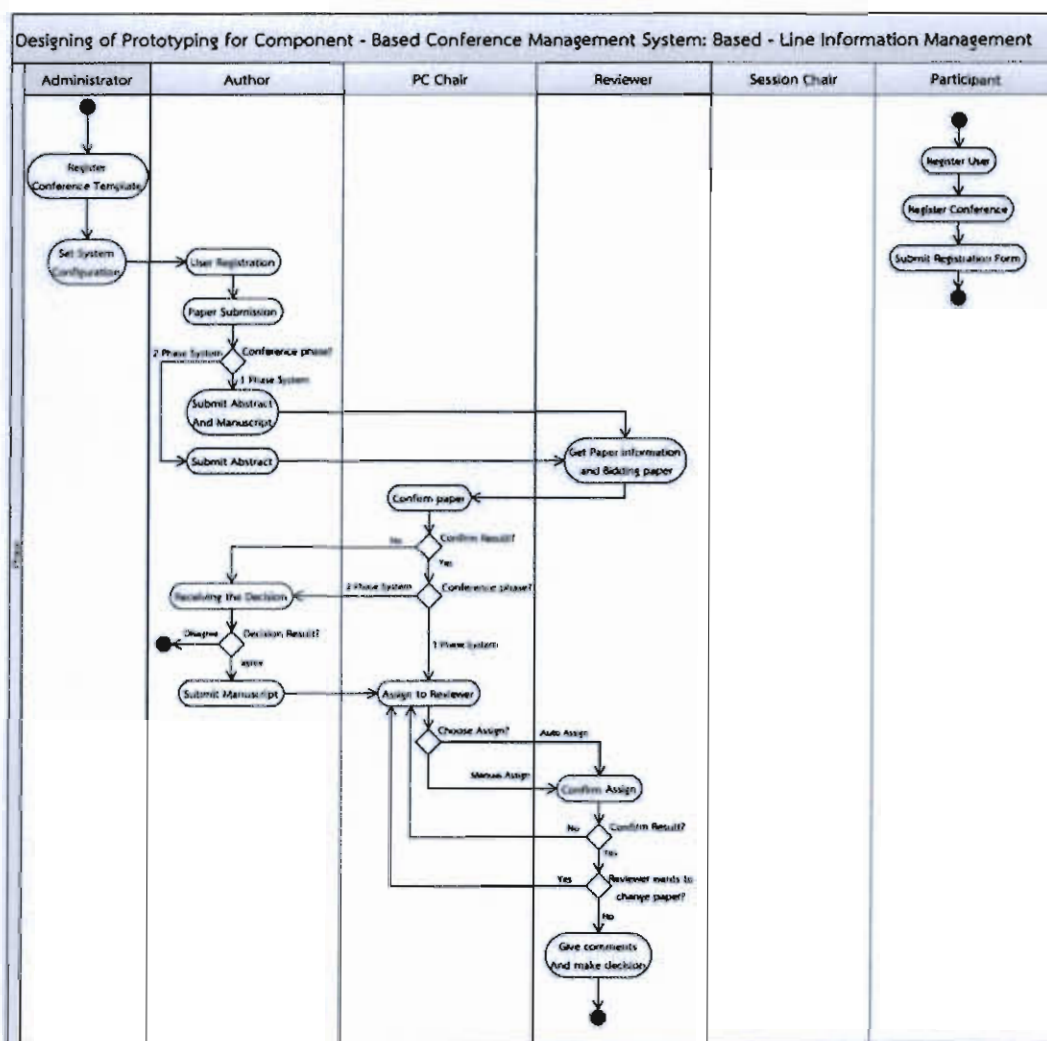 Designing of Prototyping for Component - Based Conference Management System: Based - Line Information Management
Administrator
Author
PC Chair
Reviewer
Session Chair
Participant
Phase
Register
Conference Template
Set System
Configuration
User Registration
Paper Submission
Conference phase?
2 Phase System
1 Phase System
Submit Abstract
And Manuscript
Submit Abstract
Get Paper information
and Bidding paper
Confirm paper
Confirm Result?
No
Yes
Conference phase?
2 Phase System
Receiving the Decision
1 Phase System
Decision Result?
Disagree
agree
Submit Manuscript
Assign to Reviewer
Choose Assign?
Auto Assign
Manual Assign
Confirm Assign
Confirm Result?
No
Yes
Reviewer wants to
change paper?
Yes
No
Give comments
And make decision
Register User
Register Conference
Submit Registration Form